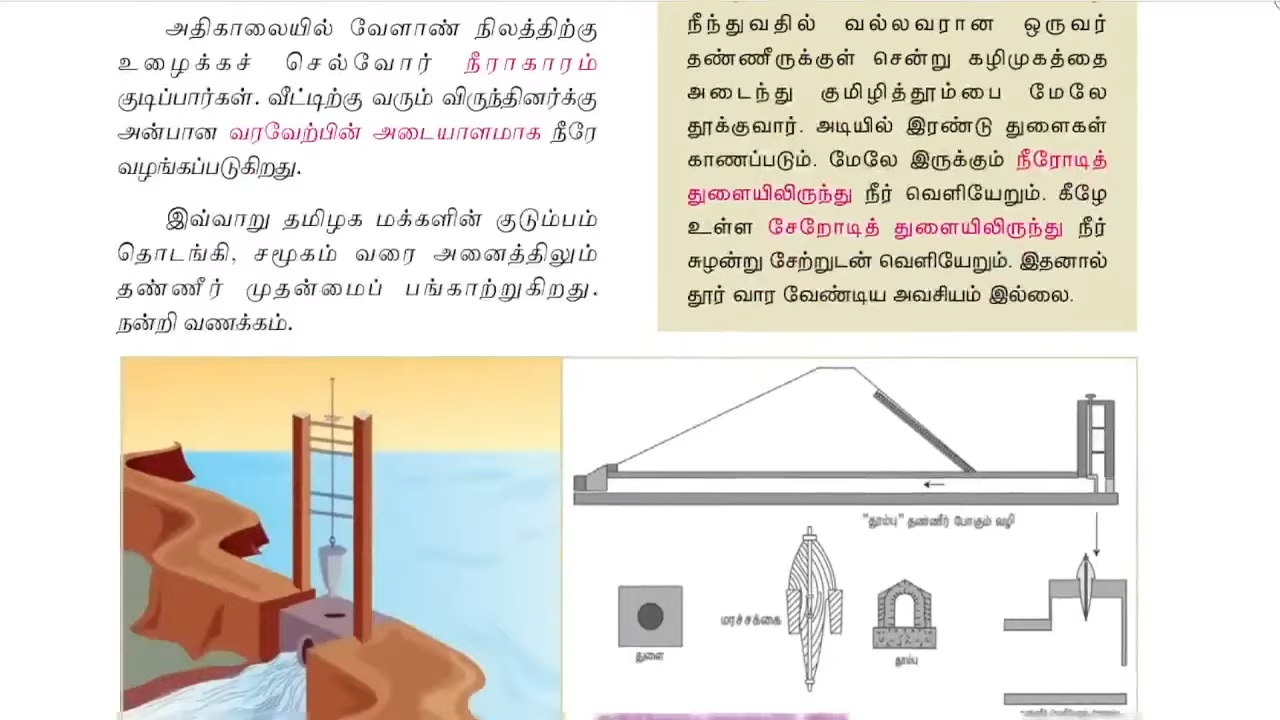 அதிகாலையில் வேளாண் நிலத்திற்கு
உழைக்கச் செல்வோர் நீராகாரம்
குடிப்பார்கள். வீட்டிற்கு வரும் விருந்தினர்க்கு
அன்பான வரவேற்பின் அடையாளமாக நீரே
வழங்கப்படுகிறது.
இவ்வாறு தமிழக மக்களின் குடும்பம்
தொடங்கி, சமூகம் வரை அனைத்திலும்
தண்ணீர் முதன்மைப் பங்காற்றுகிறது.
நன்றி வணக்கம்.
நீந்துவதில் வல்லவரான ஒருவர்
தண்ணீருக்குள் சென்று கழிமுகத்தை
அடைந்து குமிழித்தூம்பை மேலே
தூக்குவார். அடியில் இரண்டு துளைகள்
காணப்படும். மேலே இருக்கும் நீரோடித்
துளையிலிருந்து நீர் வெளியேறும். கீழே
உள்ள சேறோடித் துளையிலிருந்து நீர்
சுழன்று சேற்றுடன் வெளியேறும். இதனால்
தூர் வார வேண்டிய அவசியம் இல்லை.
"தூம்பு" தண்ணீர் போகும் வழி
துளை
மரச்சக்கை
தூம்பு